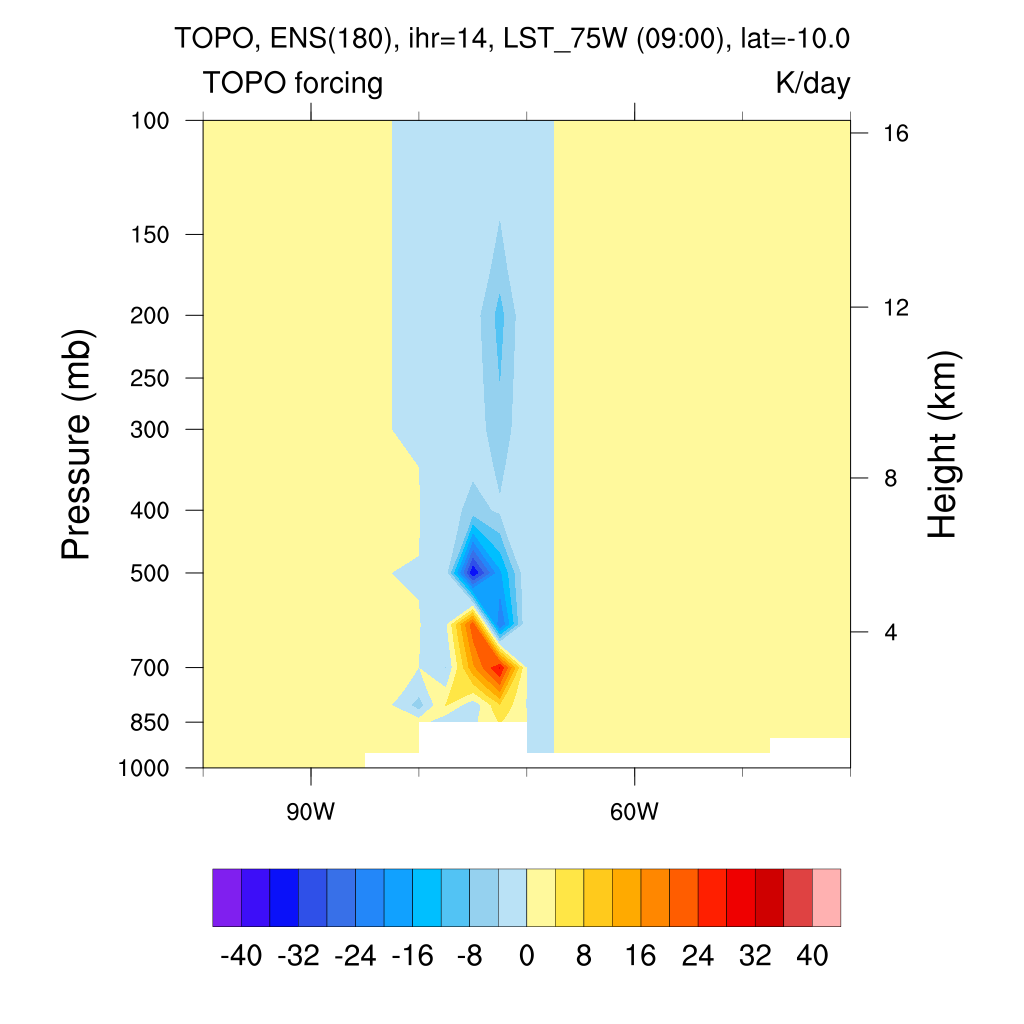 TOPO, ENS(180), ihr=14, LST_75W (09:00), lat=-10.0
TOPO forcing
K/day
100
150
200
250
300
400
500
700
850
1000
Pressure (mb)
16
12
8
4
Height (km)
90W
60W
-40 -32 -24 -16 -8 0 8 16 24 32 40